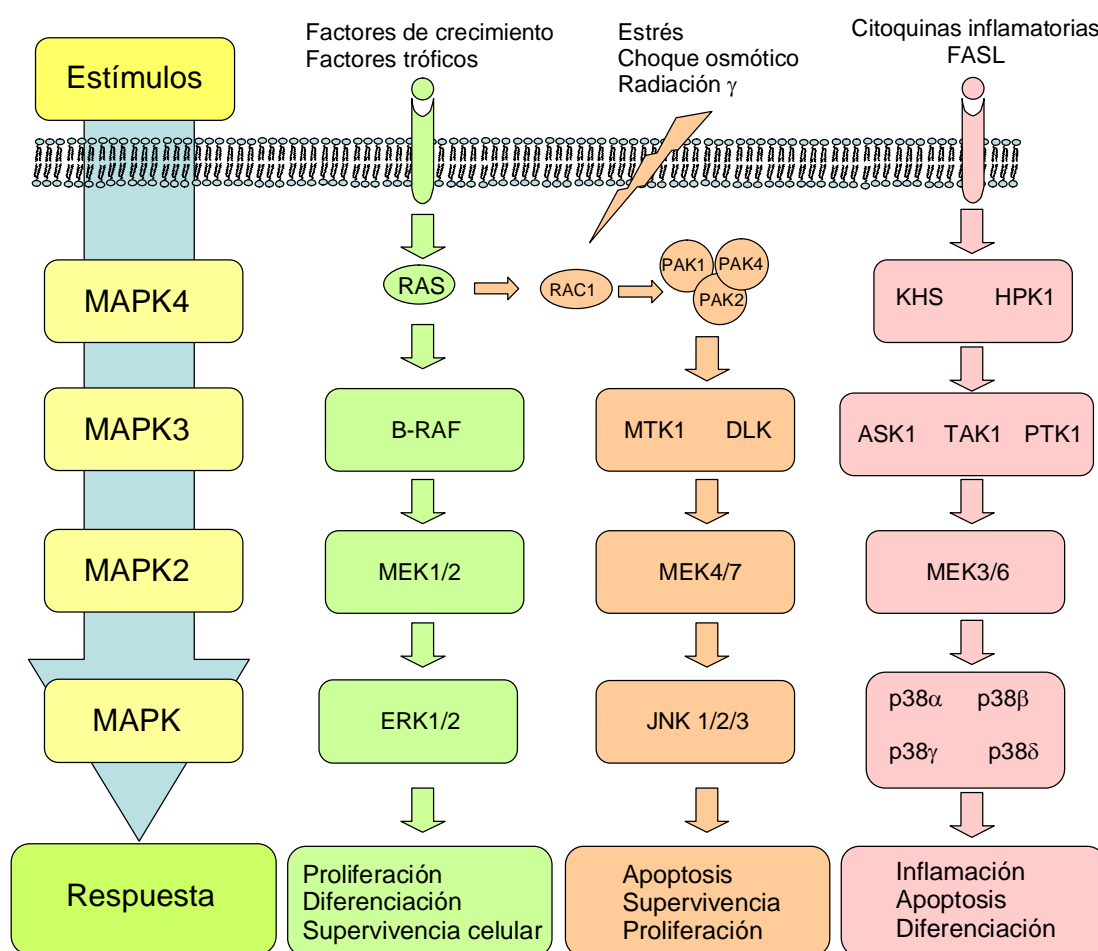 Estímulos
Factores de crecimiento
Factores tróficos
Estrés
Choque osmótico
Radiación γ
Citoquinas inflamatorias
FASL
MAPK4
RAS
RAC1
PAK1
PAK4
PAK2
KHS HPK1
MAPK3
B-RAF
MTK1 DLK
ASK1 TAK1 PTK1
MAPK2
MEK1/2
MEK4/7
MEK3/6
MAPK
ERK1/2
JNK 1/2/3
p38α p38β
p38γ p38δ
Respuesta
Proliferación
Diferenciación
Supervivencia celular
Apoptosis
Supervivencia
Proliferación
Inflamación
Apoptosis
Diferenciación